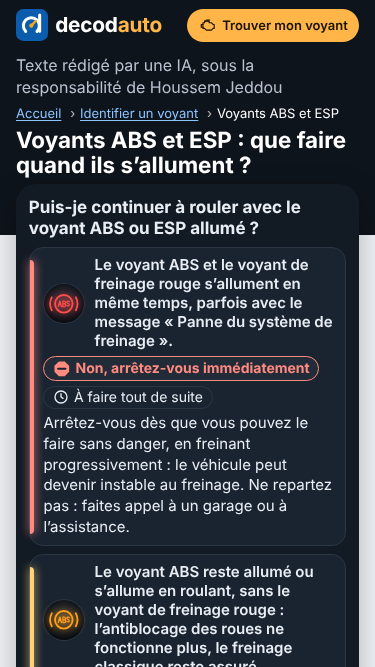 decodauto
Trouver mon voyant
Texte rédigé par une IA, sous la
responsabilité de Houssem Jeddou
Accueil › Identifier un voyant › Voyants ABS et ESP
Voyants ABS et ESP : que faire
quand ils s’allument ?
Puis-je continuer à rouler avec le
voyant ABS ou ESP allumé ?
ABS
Le voyant ABS et le voyant de
freinage rouge s’allument en
même temps, parfois avec le
message « Panne du système de
freinage ».
Non, arrêtez-vous immédiatement
À faire tout de suite
Arrêtez-vous dès que vous pouvez le
faire sans danger, en freinant
progressivement : le véhicule peut
devenir instable au freinage. Ne repartez
pas : faites appel à un garage ou à
l’assistance.
ABS
Le voyant ABS reste allumé ou
s’allume en roulant, sans le
voyant de freinage rouge :
l’antiblocage des roues ne
fonctionne plus, le freinage
classique reste assuré.